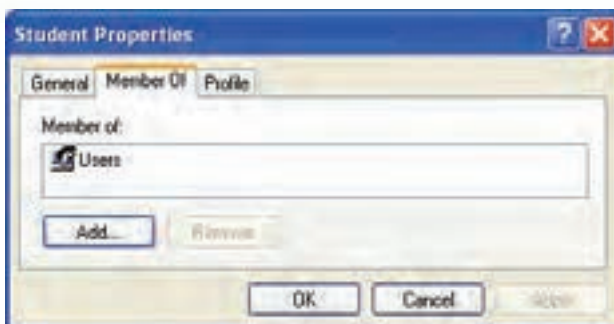 Student Properties
General Member Of Profile
Member of:
Users
Add... Remove
OK Cancel Apply